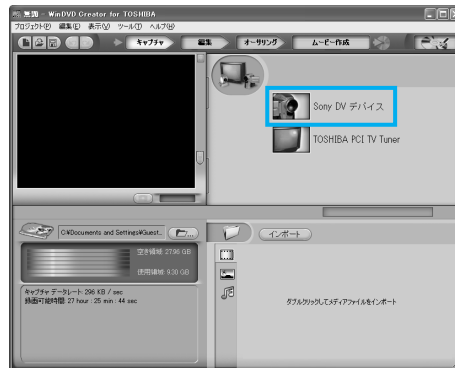 無題 - WinDVD Creator for TOSHIBA
プロジェクト(P) 編集(E) 表示(V) ツール(T) ヘルプ(H)
キャプチャ 編集 オーサリング ムービー作成
Sony DV デバイス
TOSHIBA PCI TV Tuner
C:¥Documents and Settings¥Guest...
インポート
空き領域: 27.96 GB
使用領域: 9.30 GB
キャプチャ データレート: 296 KB / sec
録画可能時間: 27 hour : 25 min : 44 sec
ダブルクリックしてメディアファイルをインポート